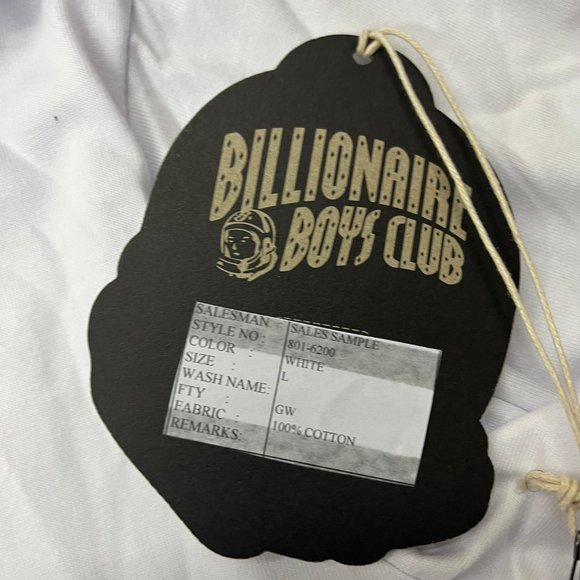 BILLIONAIRE
BOYS CLUB
SALESMAN - SALES SAMPLE
STYLE NO : 801-6200
COLOR : WHITE
SIZE : L
WASH NAME:
FTY : GW
FABRIC : 100% COTTON
REMARKS: